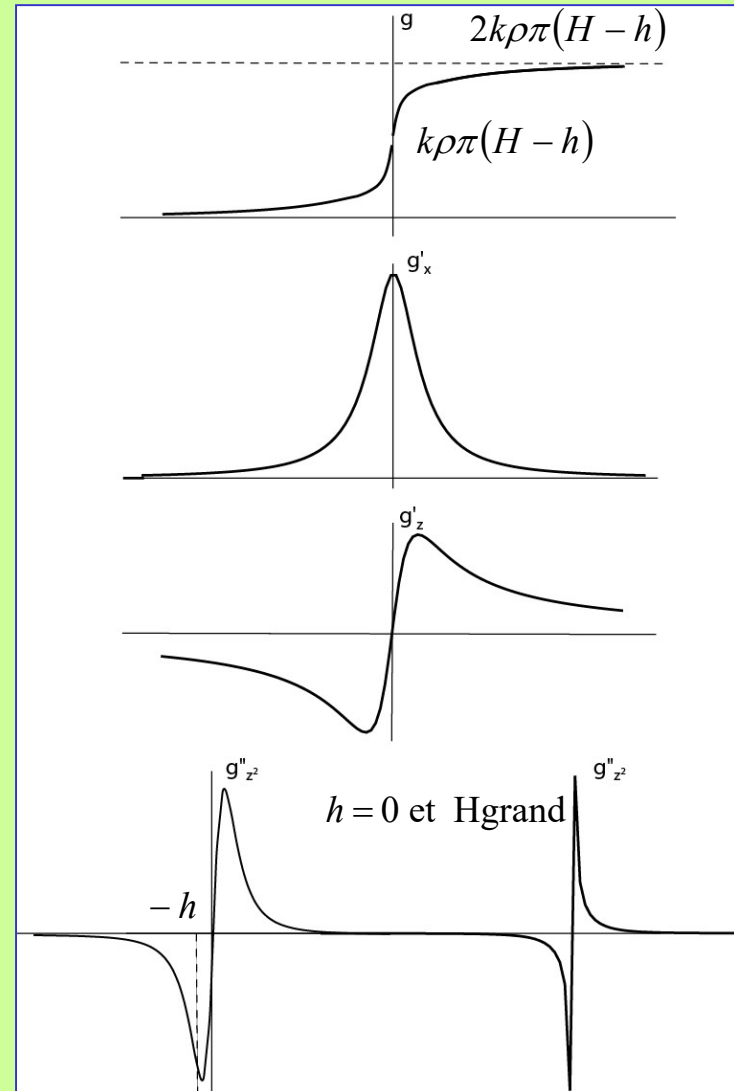 g
2kρπ(H − h)
kρπ(H − h)
g'ₓ
g'z
g''z²
g''z²
h = 0 et Hgrand
− h